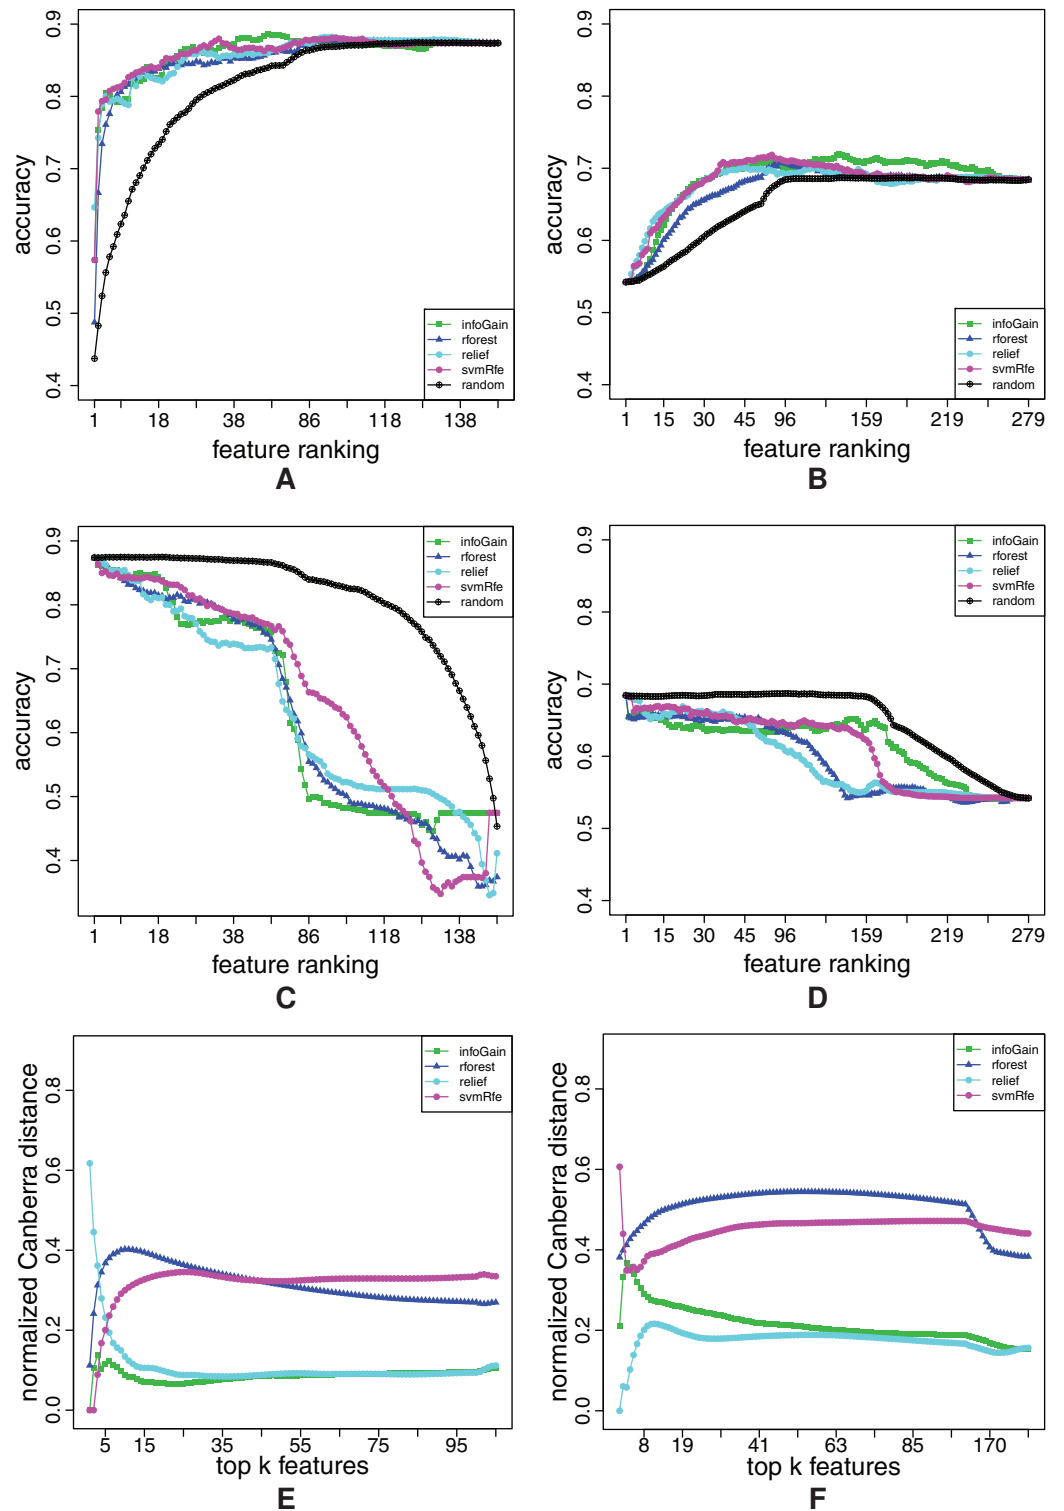 0.9
0.8
0.7
0.6
0.5
0.4
accuracy
infoGain
rforest
relief
svmRfe
random
1 18 38 86 118 138
feature ranking
A
0.9
0.8
0.7
0.6
0.5
0.4
accuracy
infoGain
rforest
relief
svmRfe
random
1 15 30 45 96 159 219 279
feature ranking
B
0.9
0.8
0.7
0.6
0.5
0.4
accuracy
infoGain
rforest
relief
svmRfe
random
1 18 38 86 118 138
feature ranking
C
0.9
0.8
0.7
0.6
0.5
0.4
accuracy
infoGain
rforest
relief
svmRfe
random
1 15 30 45 96 159 219 279
feature ranking
D
0.8
0.6
0.4
0.2
0.0
normalized Canberra distance
infoGain
rforest
relief
svmRfe
5 15 35 55 75 95
top k features
E
0.8
0.6
0.4
0.2
0.0
normalized Canberra distance
infoGain
rforest
relief
svmRfe
8 19 41 63 85 170
top k features
F